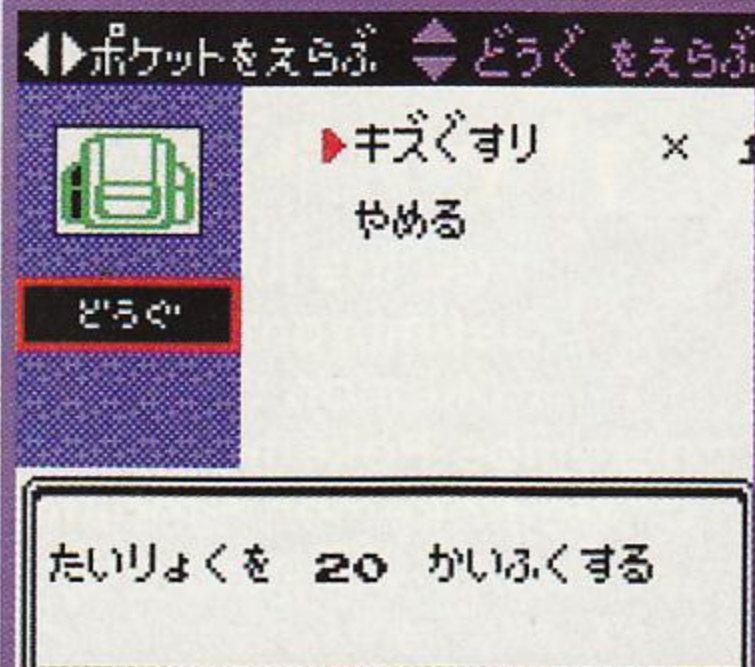 ◀▶ポケットをえらぶ ▲▼どうぐ をえらぶ
▶キズぐすり × 1
やめる
どうぐ
たいりょくを 20 かいふくする